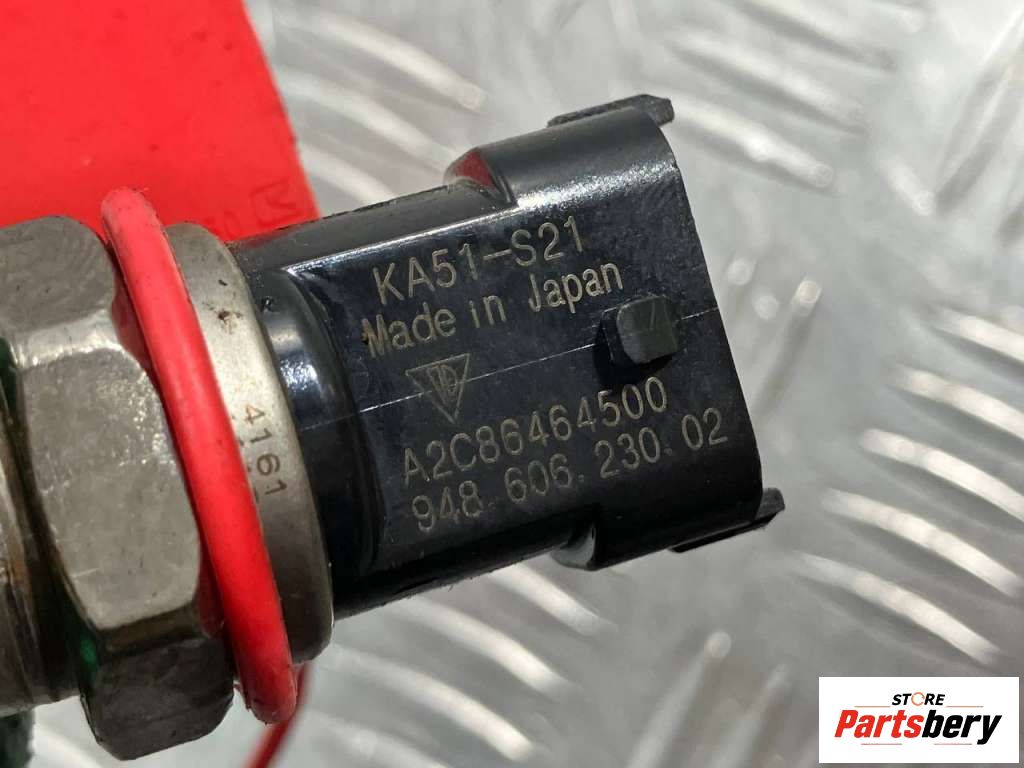 KA51-S21
Made in Japan
A2C86464500
948.606.230.02
4161
STORE
Partsbery